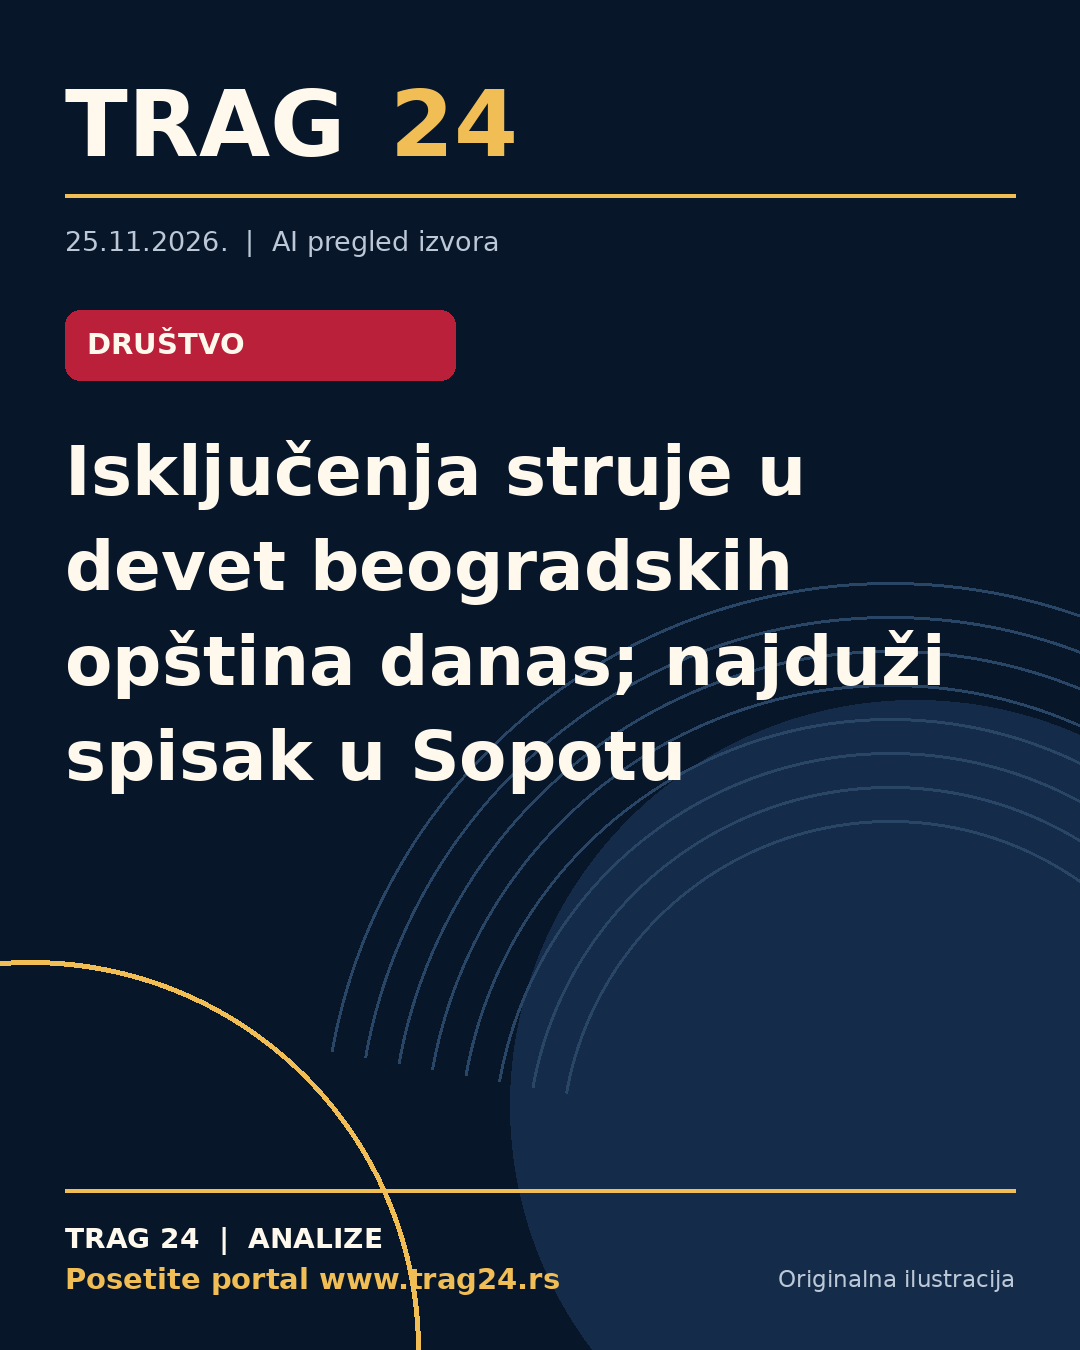 TRAG 24
25.11.2026. | AI pregled izvora
DRUŠTVO
Isključenja struje u
devet beogradskih
opština danas; najduži
spisak u Sopotu
TRAG 24 | ANALIZE
Posetite portal www.trag24.rs
Originalna ilustracija